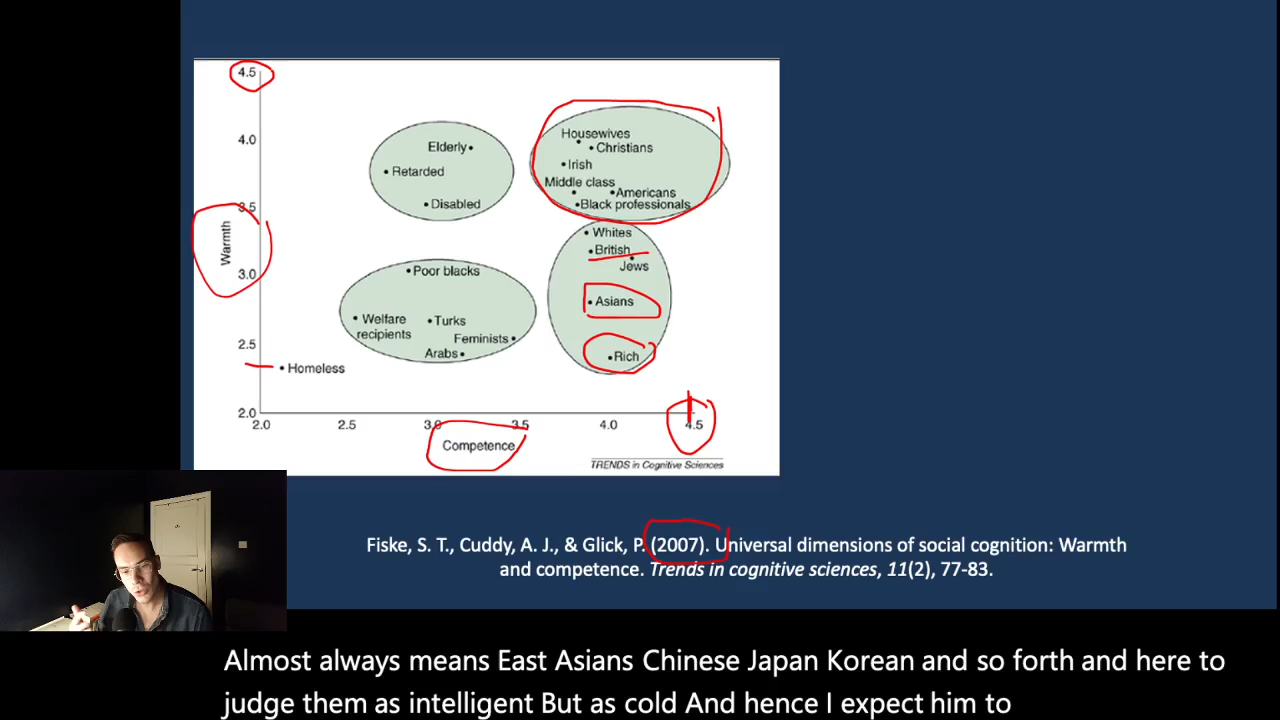 4.5
4.0
3.5
3.0
2.5
2.0
Warmth
Elderly
Retarded
Disabled
Housewives
Christians
Irish
Middle class
Americans
Black professionals
Whites
British
Jews
Asians
Rich
Poor blacks
Welfare
recipients
Turks
Feminists
Arabs
Homeless
2.0 2.5 3.0 3.5 4.0 4.5
Competence
TRENDS in Cognitive Sciences
Fiske, S. T., Cuddy, A. J., & Glick, P. (2007). Universal dimensions of social cognition: Warmth
and competence. Trends in cognitive sciences, 11(2), 77-83.
Almost always means East Asians Chinese Japan Korean and so forth and here to
judge them as intelligent But as cold And hence I expect him to